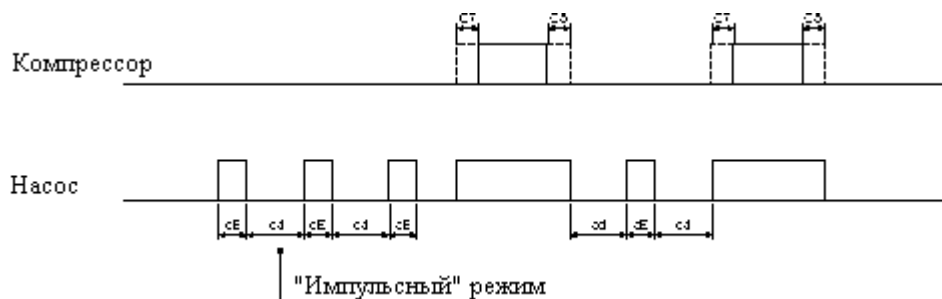 c7 c8 c7 c8
Компрессор
Насос
cE cd cE cd cE cd cE cd
"Импульсный" режим